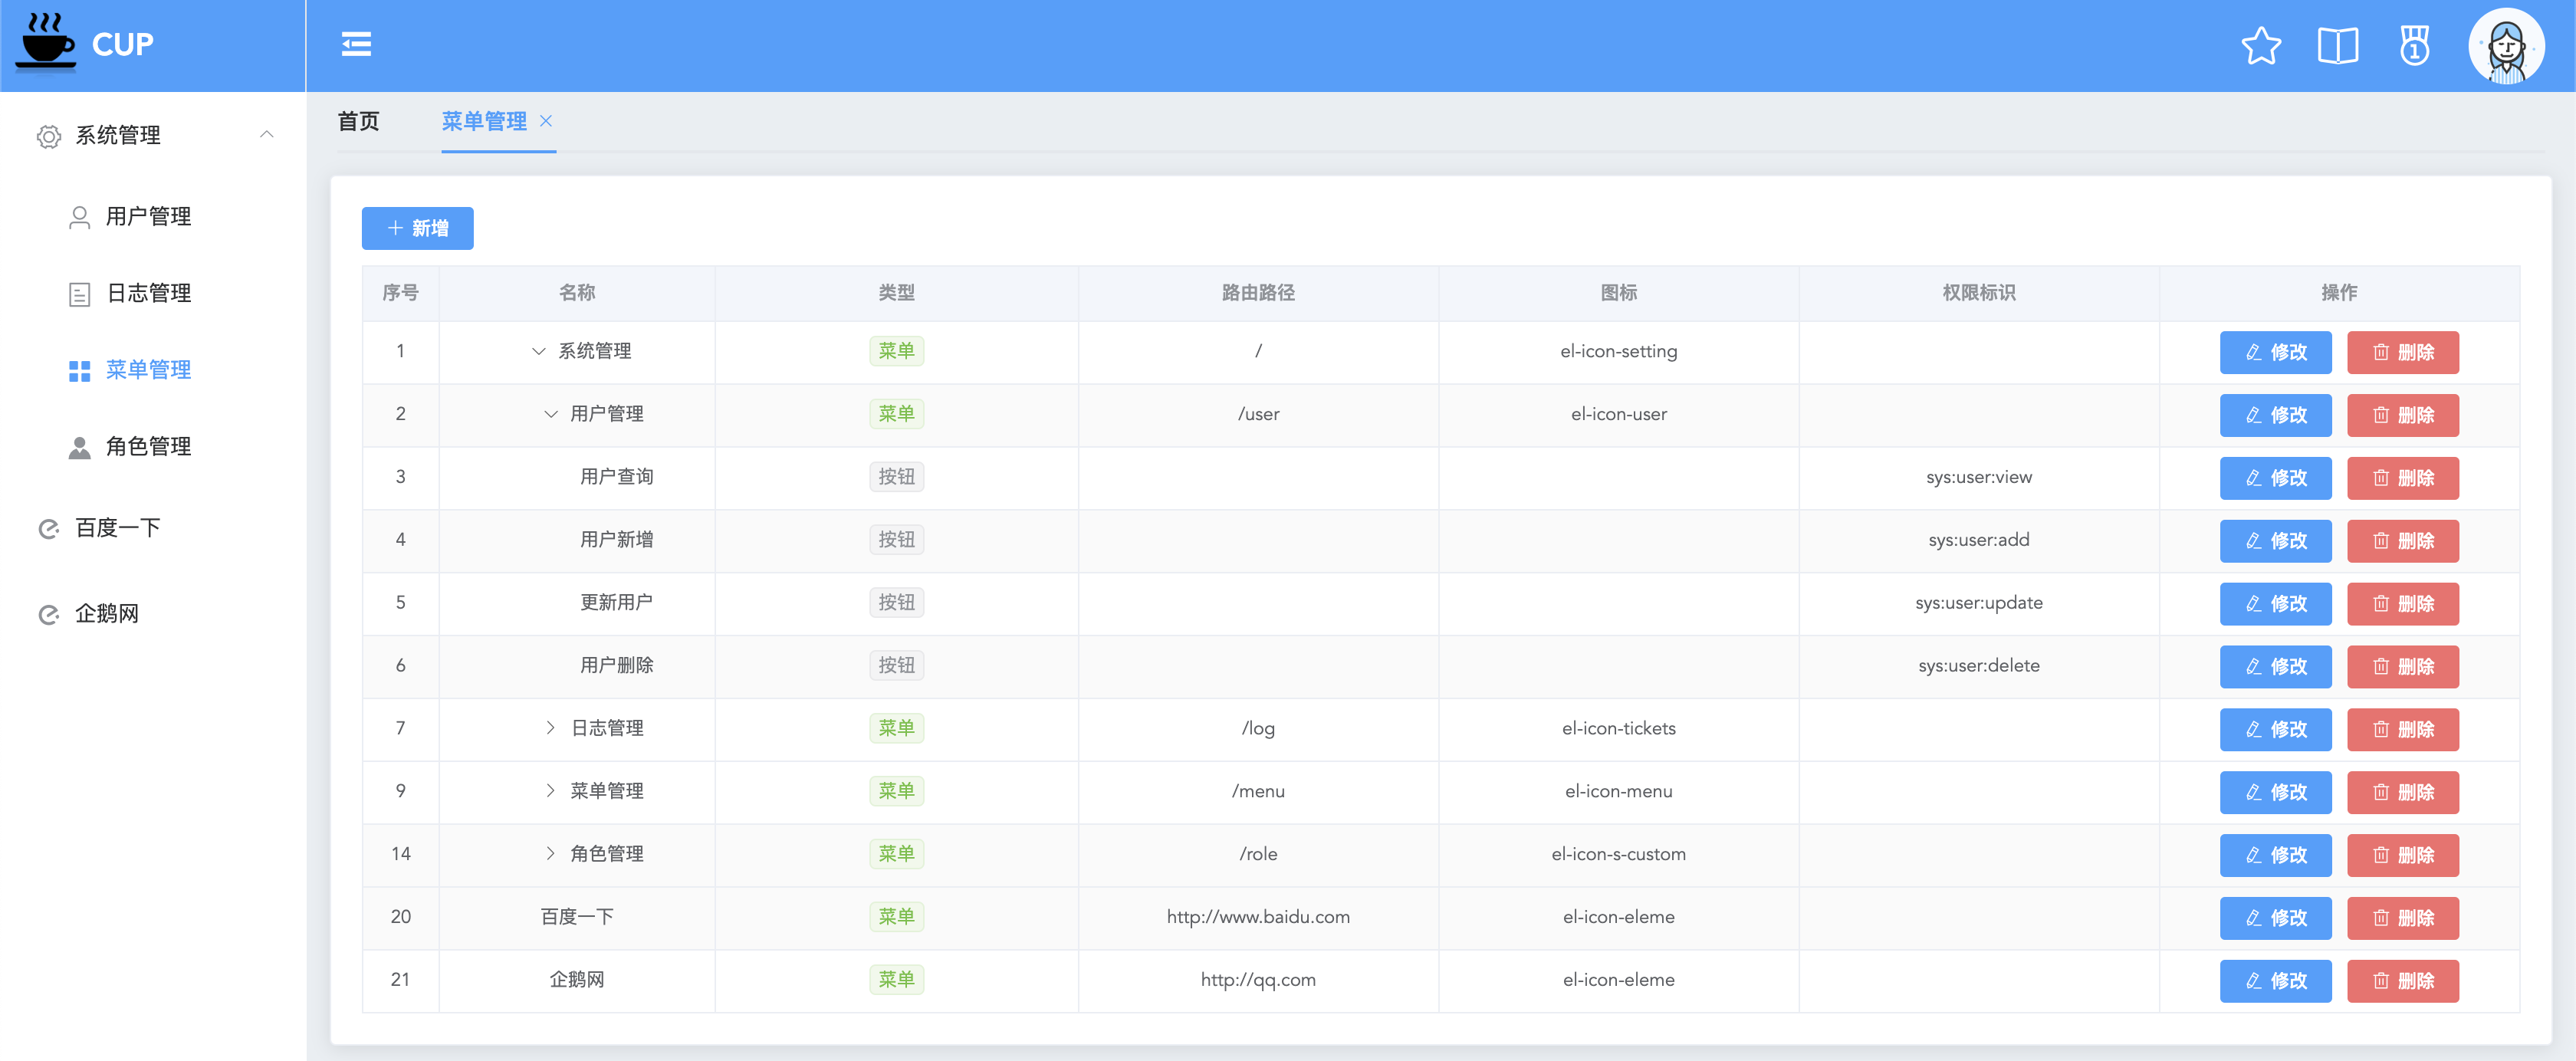 CUP
1
系统管理
用户管理
日志管理
菜单管理
角色管理
百度一下
企鹅网
首页 菜单管理
新增
序号 名称 类型 路由路径 图标 权限标识 操作
1 系统管理 菜单 / el-icon-setting 修改 删除
2 用户管理 菜单 /user el-icon-user 修改 删除
3 用户查询 按钮 sys:user:view 修改 删除
4 用户新增 按钮 sys:user:add 修改 删除
5 更新用户 按钮 sys:user:update 修改 删除
6 用户删除 按钮 sys:user:delete 修改 删除
7 日志管理 菜单 /log el-icon-tickets 修改 删除
9 菜单管理 菜单 /menu el-icon-menu 修改 删除
14 角色管理 菜单 /role el-icon-s-custom 修改 删除
20 百度一下 菜单 http://www.baidu.com el-icon-eleme 修改 删除
21 企鹅网 菜单 http://qq.com el-icon-eleme 修改 删除